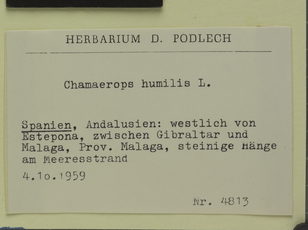 HERBARIUM D. PODLECH
Chamaerops humilis L.
Spanien, Andalusien: westlich von
Estepona, zwischen Gibraltar und
Malaga, Prov. Malaga, steinige Hänge
am Meeresstrand
4.10.1959
Nr. 4813